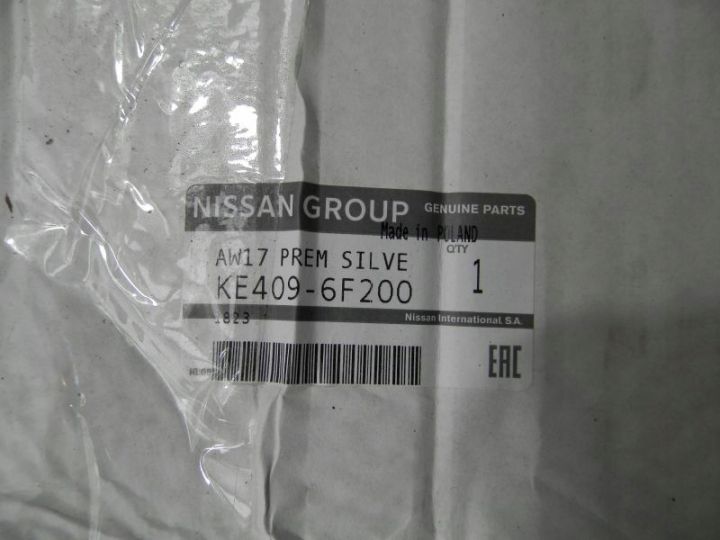 NISSAN GROUP GENUINE PARTS
Made in POLAND
QTY
AW17 PREM SILVE
KE409-6F200 1
1823
Nissan International, S.A.
EAC